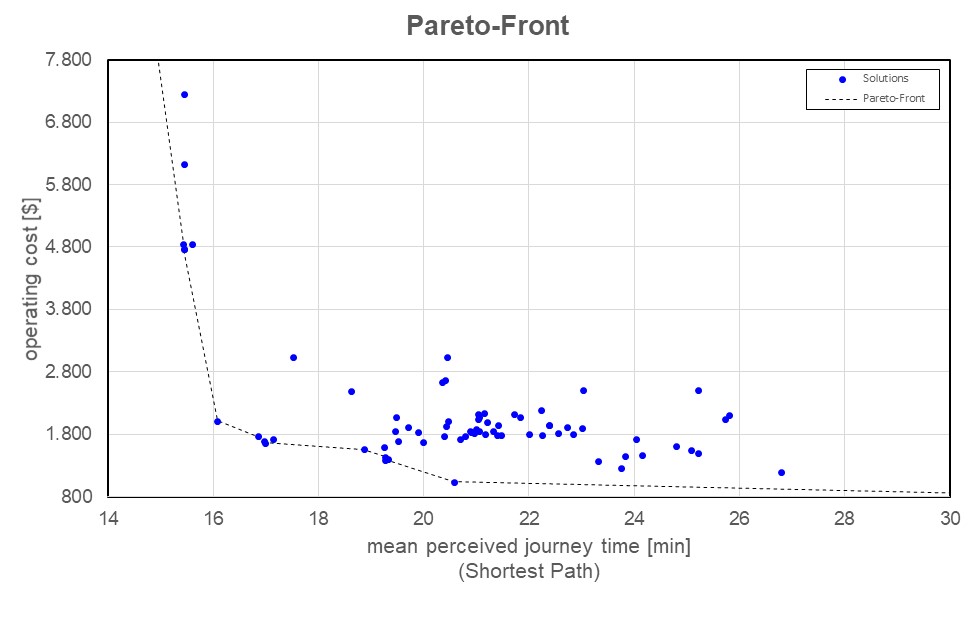 Pareto-Front
7.800
6.800
5.800
4.800
3.800
2.800
1.800
800
operating cost [$]
Solutions
Pareto-Front
14 16 18 20 22 24 26 28 30
mean perceived journey time [min]
(Shortest Path)